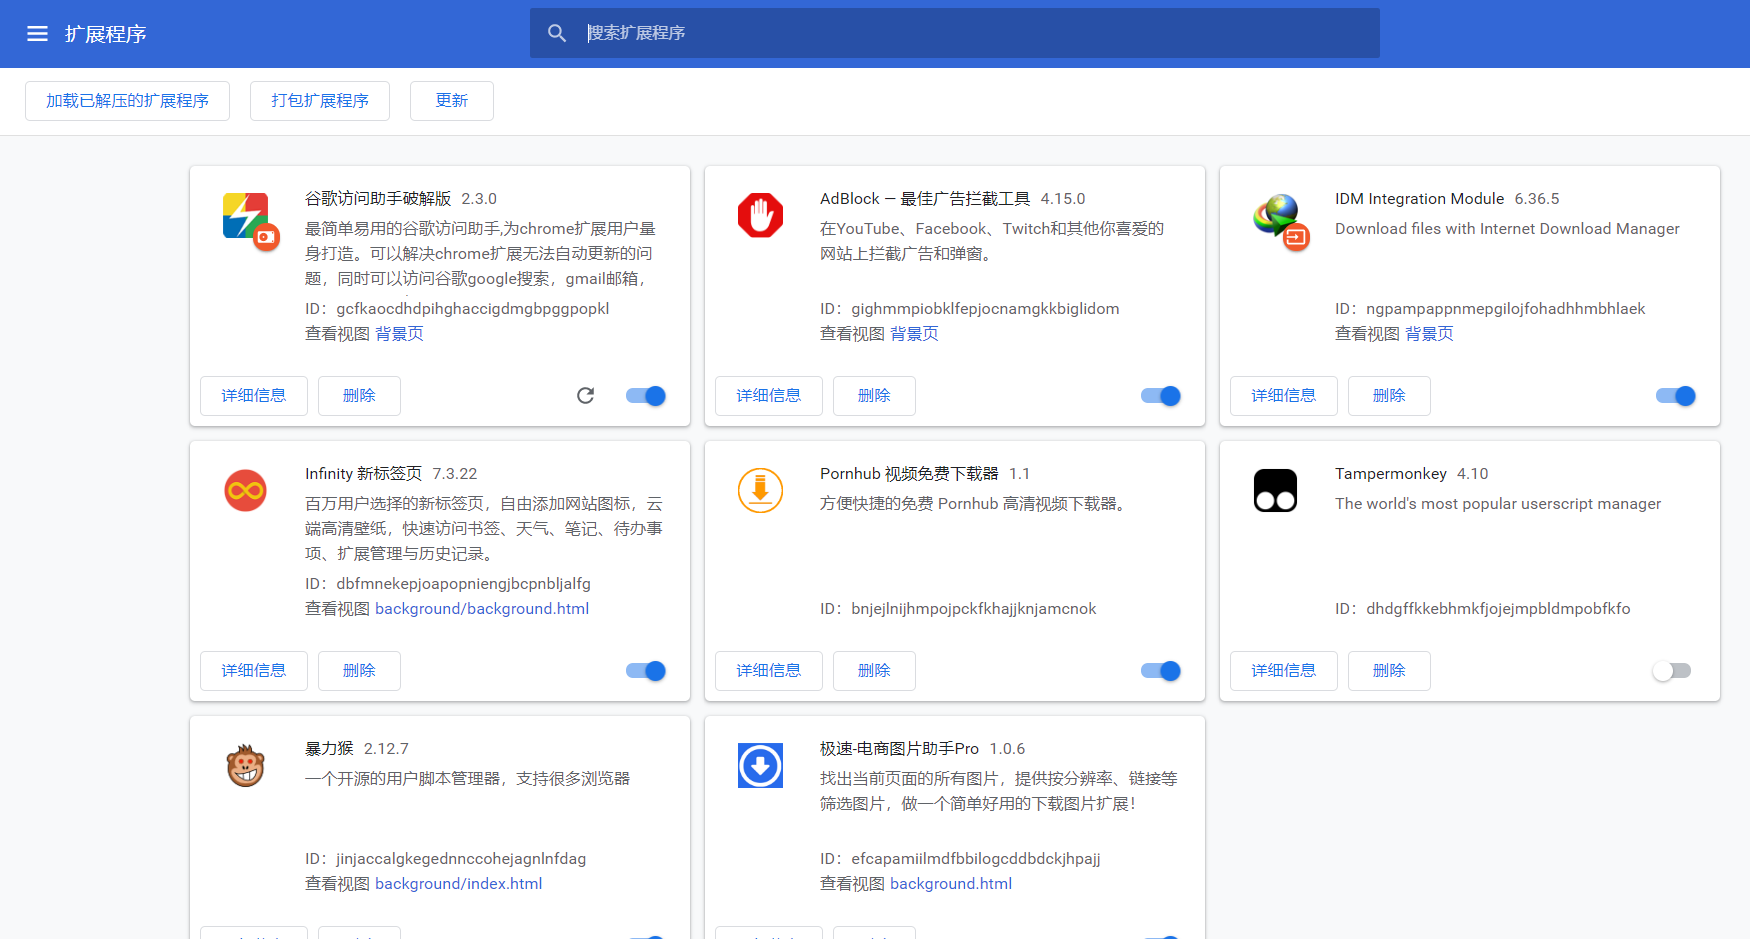 扩展程序
搜索扩展程序
加载已解压的扩展程序
打包扩展程序
更新
谷歌访问助手破解版 2.3.0
最简单易用的谷歌访问助手,为chrome扩展用户量
身打造。可以解决chrome扩展无法自动更新的问
题，同时可以访问谷歌google搜索，gmail邮箱，
ID：gcfkaocdhdpihghaccigdmgbpggpopkl
查看视图 背景页
详细信息
删除
AdBlock — 最佳广告拦截工具 4.15.0
在YouTube、Facebook、Twitch和其他你喜爱的
网站上拦截广告和弹窗。
ID：gighmmpiobklfepjocnamgkkbiglidom
查看视图 背景页
详细信息
删除
IDM Integration Module 6.36.5
Download files with Internet Download Manager
ID：ngpampappnmepgilojfohadhhmbhlaek
查看视图 背景页
详细信息
删除
Infinity 新标签页 7.3.22
百万用户选择的新标签页，自由添加网站图标，云
端高清壁纸，快速访问书签、天气、笔记、待办事
项、扩展管理与历史记录。
ID：dbfmnekepjoapopniengjbcpnbljalfg
查看视图 background/background.html
详细信息
删除
Pornhub 视频免费下载器 1.1
方便快捷的免费 Pornhub 高清视频下载器。
ID：bnjejlnijhmpojpckfkhajjknjamcnok
详细信息
删除
Tampermonkey 4.10
The world's most popular userscript manager
ID：dhdgffkkebhmkfjojejmpbldmpobfkfo
详细信息
删除
暴力猴 2.12.7
一个开源的用户脚本管理器，支持很多浏览器
ID：jinjaccalgkegednnccohejagnlnfdag
查看视图 background/index.html
极速-电商图片助手Pro 1.0.6
找出当前页面的所有图片，提供按分辨率、链接等
筛选图片，做一个简单好用的下载图片扩展！
ID：efcapamiilmdfbbilogcddbdckjhpajj
查看视图 background.html